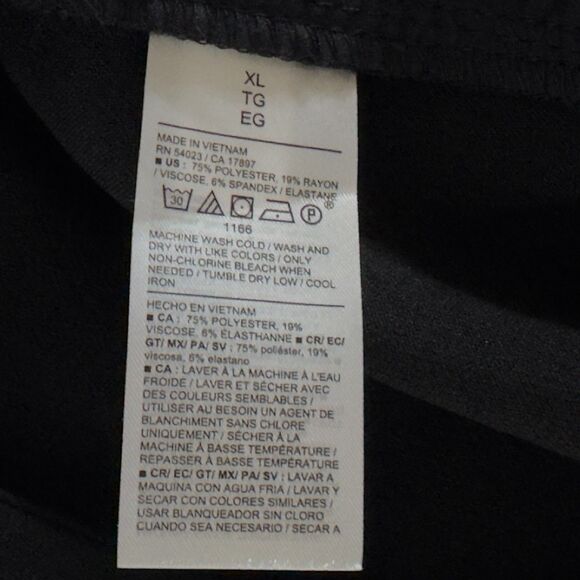 XL
TG
EG
MADE IN VIETNAM
RN 54023 / CA 17897
■ US : 75% POLYESTER, 19% RAYON
/ VISCOSE, 6% SPANDEX / ELASTANE
30 P ®
1166
MACHINE WASH COLD / WASH AND
DRY WITH LIKE COLORS / ONLY
NON-CHLORINE BLEACH WHEN
NEEDED / TUMBLE DRY LOW / COOL
IRON
HECHO EN VIETNAM
■ CA : 75% POLYESTER, 19%
VISCOSE, 6% ÉLASTHANNE ■ CR/ EC/
GT/ MX/ PA/ SV : 75% poliéster, 19%
viscosa, 6% elastano
■ CA : LAVER À LA MACHINE À L'EAU
FROIDE / LAVER ET SÉCHER AVEC
DES COULEURS SEMBLABLES /
UTILISER AU BESOIN UN AGENT DE
BLANCHIMENT SANS CHLORE
UNIQUEMENT / SÉCHER À LA
MACHINE À BASSE TEMPÉRATURE /
REPASSER À BASSE TEMPÉRATURE
■ CR/ EC/ GT/ MX/ PA/ SV : LAVAR A
MAQUINA CON AGUA FRIA / LAVAR Y
SECAR CON COLORES SIMILARES /
USAR BLANQUEADOR SIN CLORO
CUANDO SEA NECESARIO / SECAR A